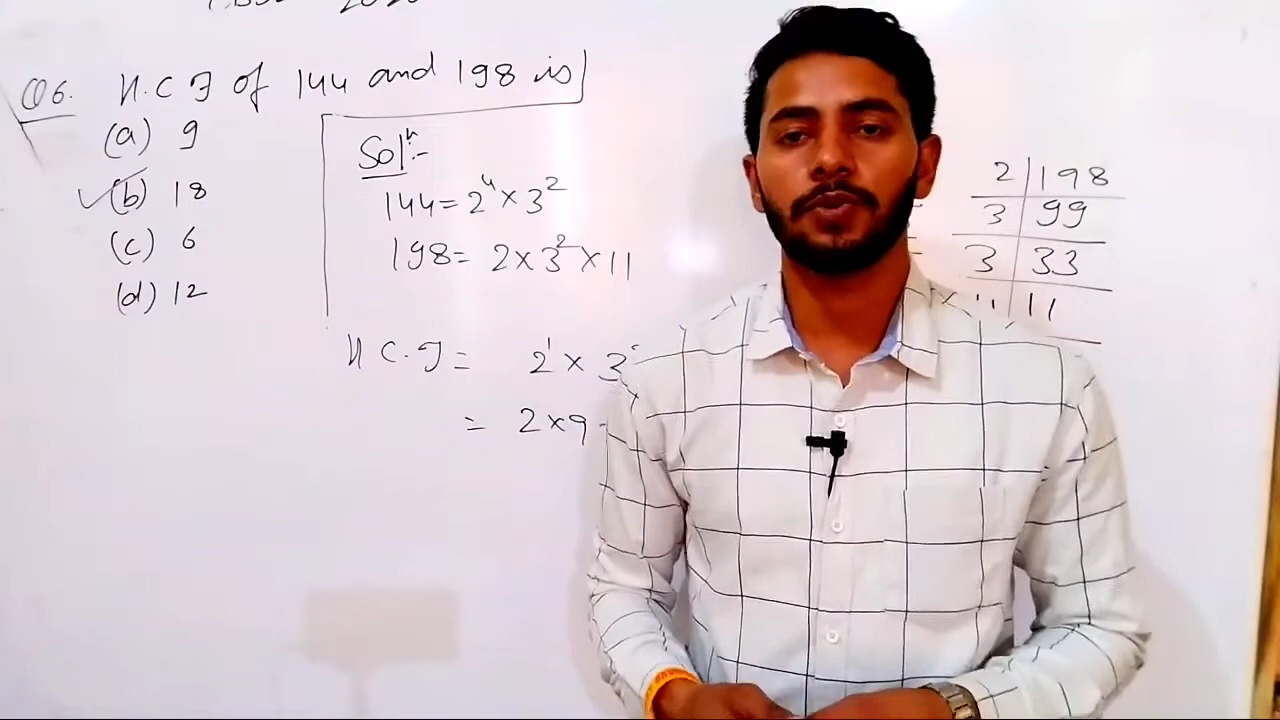 Q6. H.C.F of 144 and 198 is
(a) 9
(b) 18
(c) 6
(d) 12
Solⁿ:-
144 = 2⁴ × 3²
198 = 2 × 3² × 11
H.C.F = 2¹ × 3
= 2 × 9
2 | 198
3 | 99
3 | 33
11 | 11